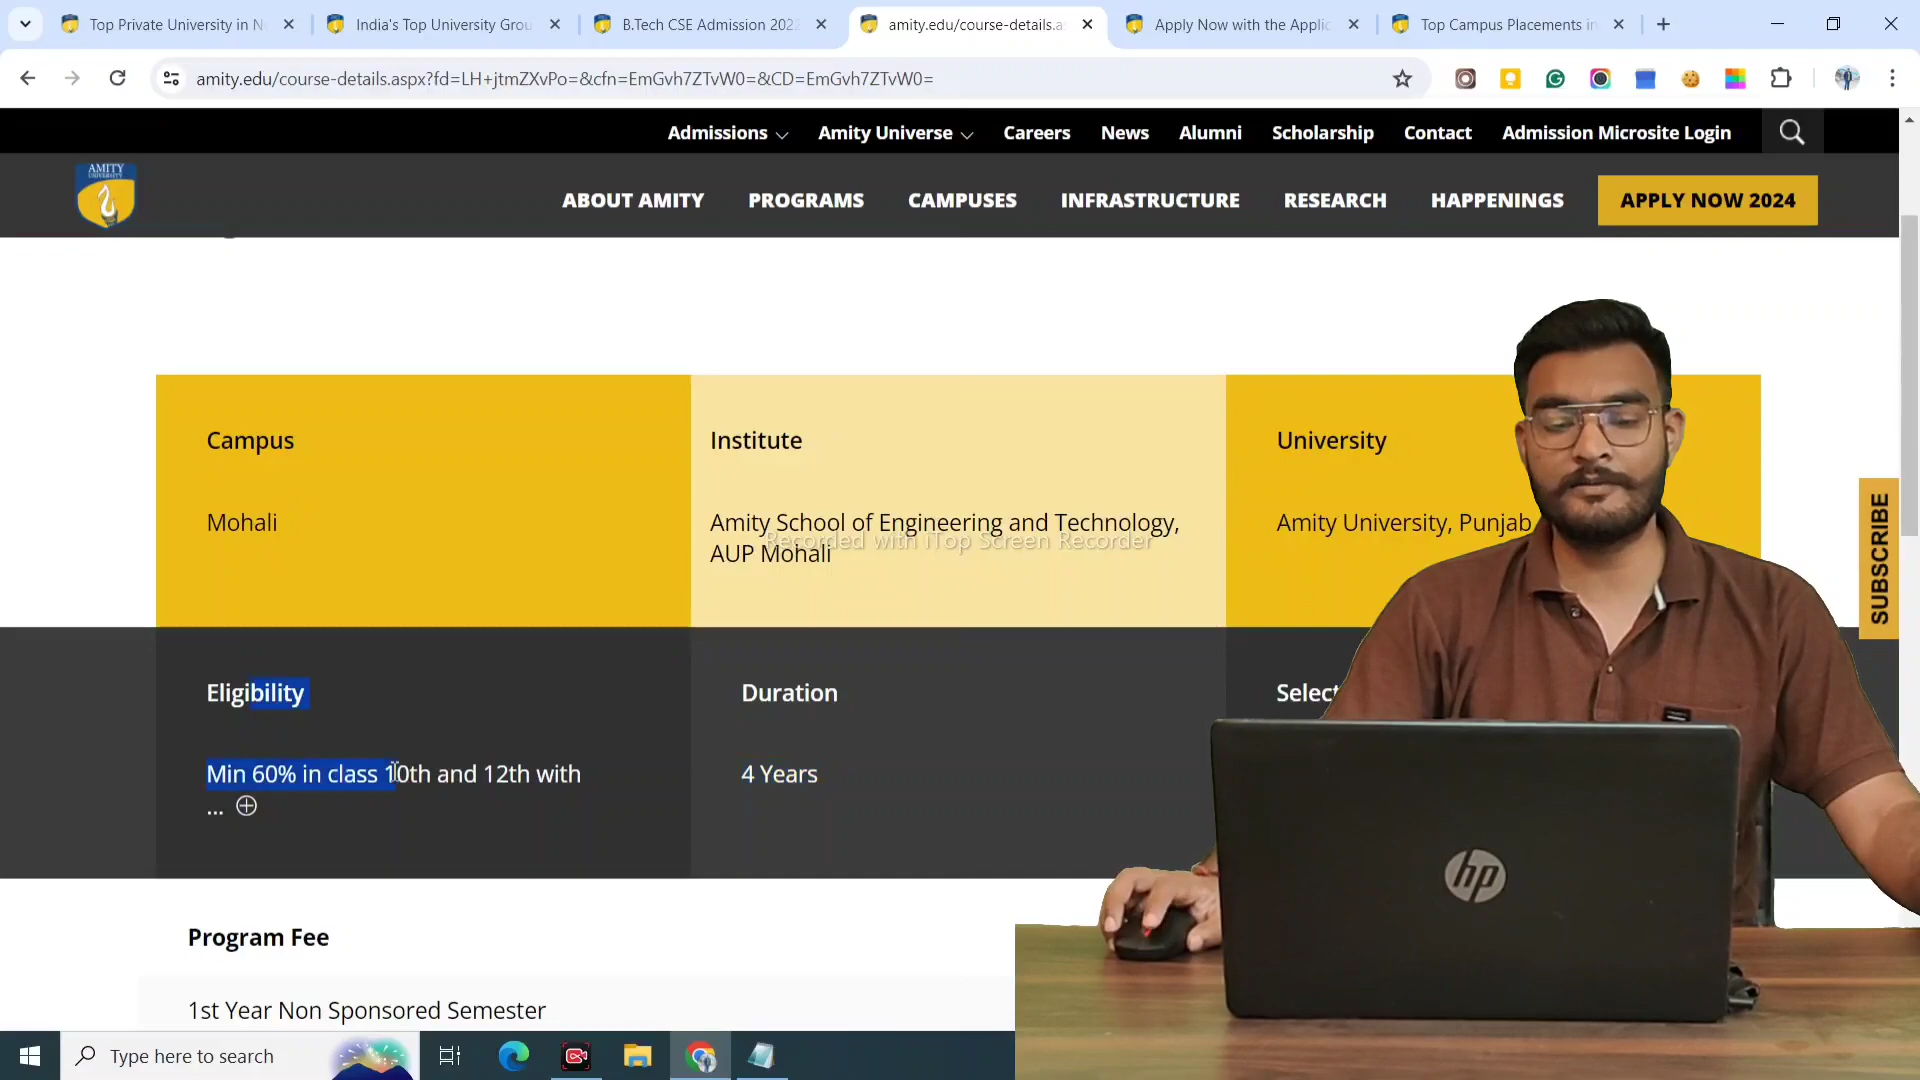 Top Private University in N
India's Top University Grou
B.Tech CSE Admission 2022
amity.edu/course-details.as
Apply Now with the Applic
Top Campus Placements in
amity.edu/course-details.aspx?fd=LH+jtmZXvPo=&cfn=EmGvh7ZTvW0=&CD=EmGvh7ZTvW0=
Admissions
Amity Universe
Careers
News
Alumni
Scholarship
Contact
Admission Microsite Login
AMITY
UNIVERSITY
ABOUT AMITY
PROGRAMS
CAMPUSES
INFRASTRUCTURE
RESEARCH
HAPPENINGS
APPLY NOW 2024
Campus
Institute
University
Mohali
Amity School of Engineering and Technology,
AUP Mohali
Amity University, Punjab
Recorded with iTop Screen Recorder
SUBSCRIBE
Eligibility
Duration
Select
Min 60% in class 10th and 12th with
...
4 Years
hp
Program Fee
1st Year Non Sponsored Semester
Type here to search